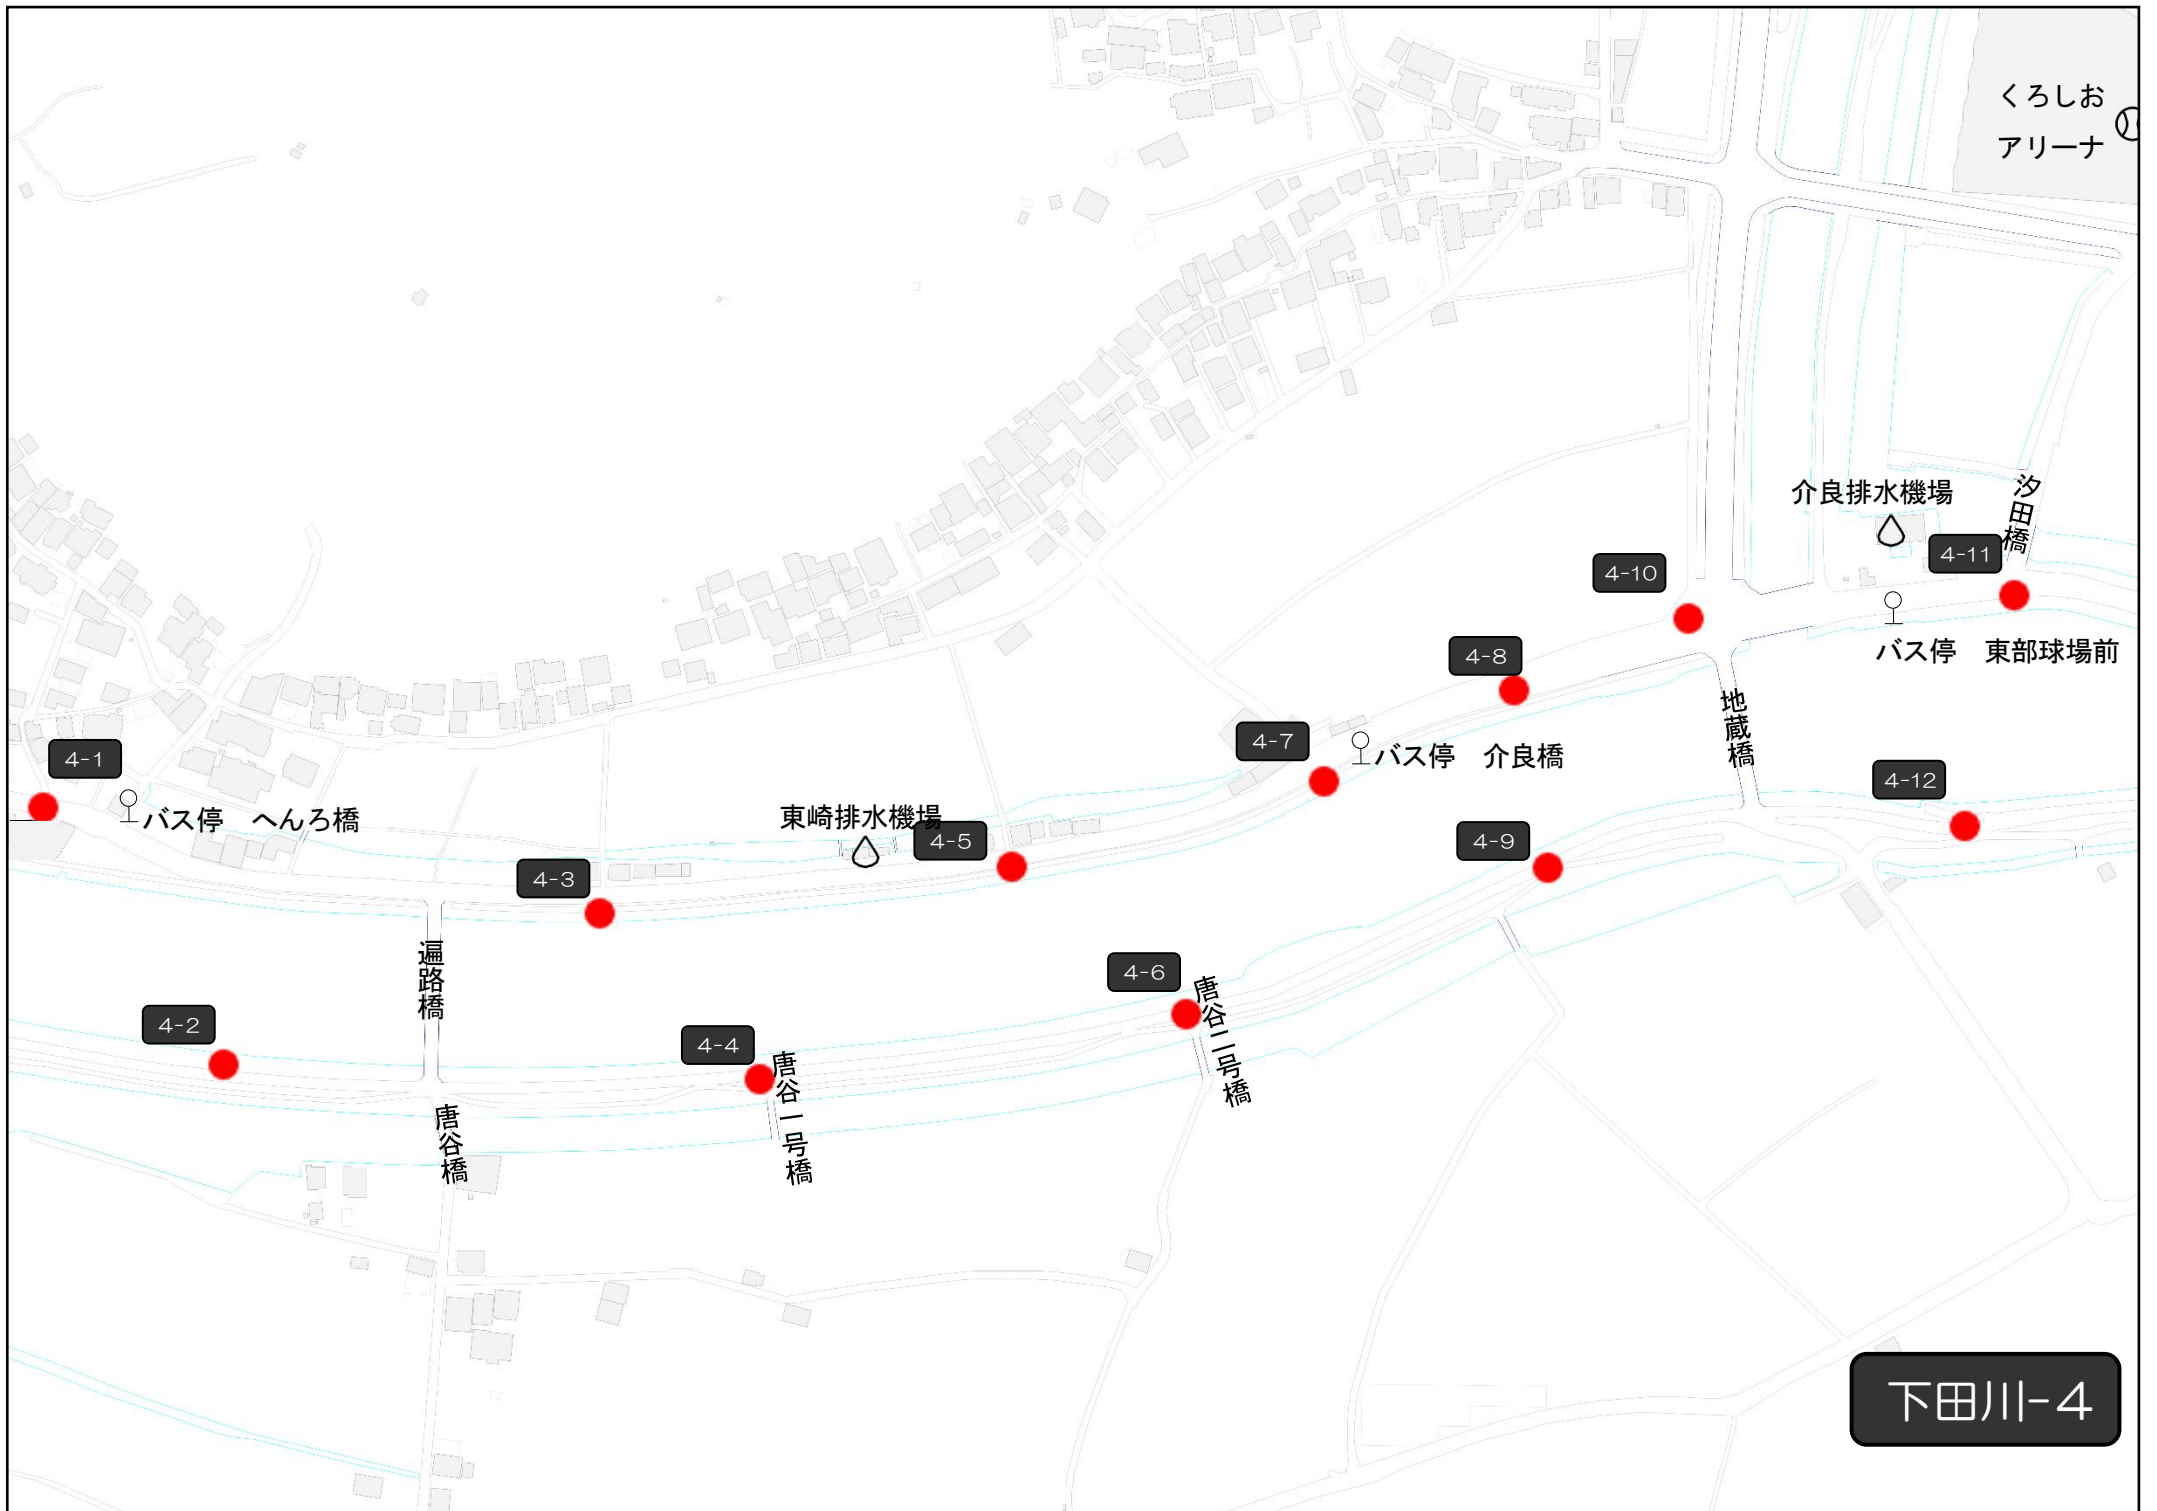 くろしお
アリーナ
介良排水機場
汐田橋
4-11
4-10
バス停　東部球場前
4-8
地蔵橋
4-7
バス停　介良橋
4-1
バス停　へんろ橋
4-12
東崎排水機場
4-5
4-9
4-3
遍路橋
4-6
唐谷二号橋
4-2
4-4
唐谷一号橋
唐谷橋
下田川-4